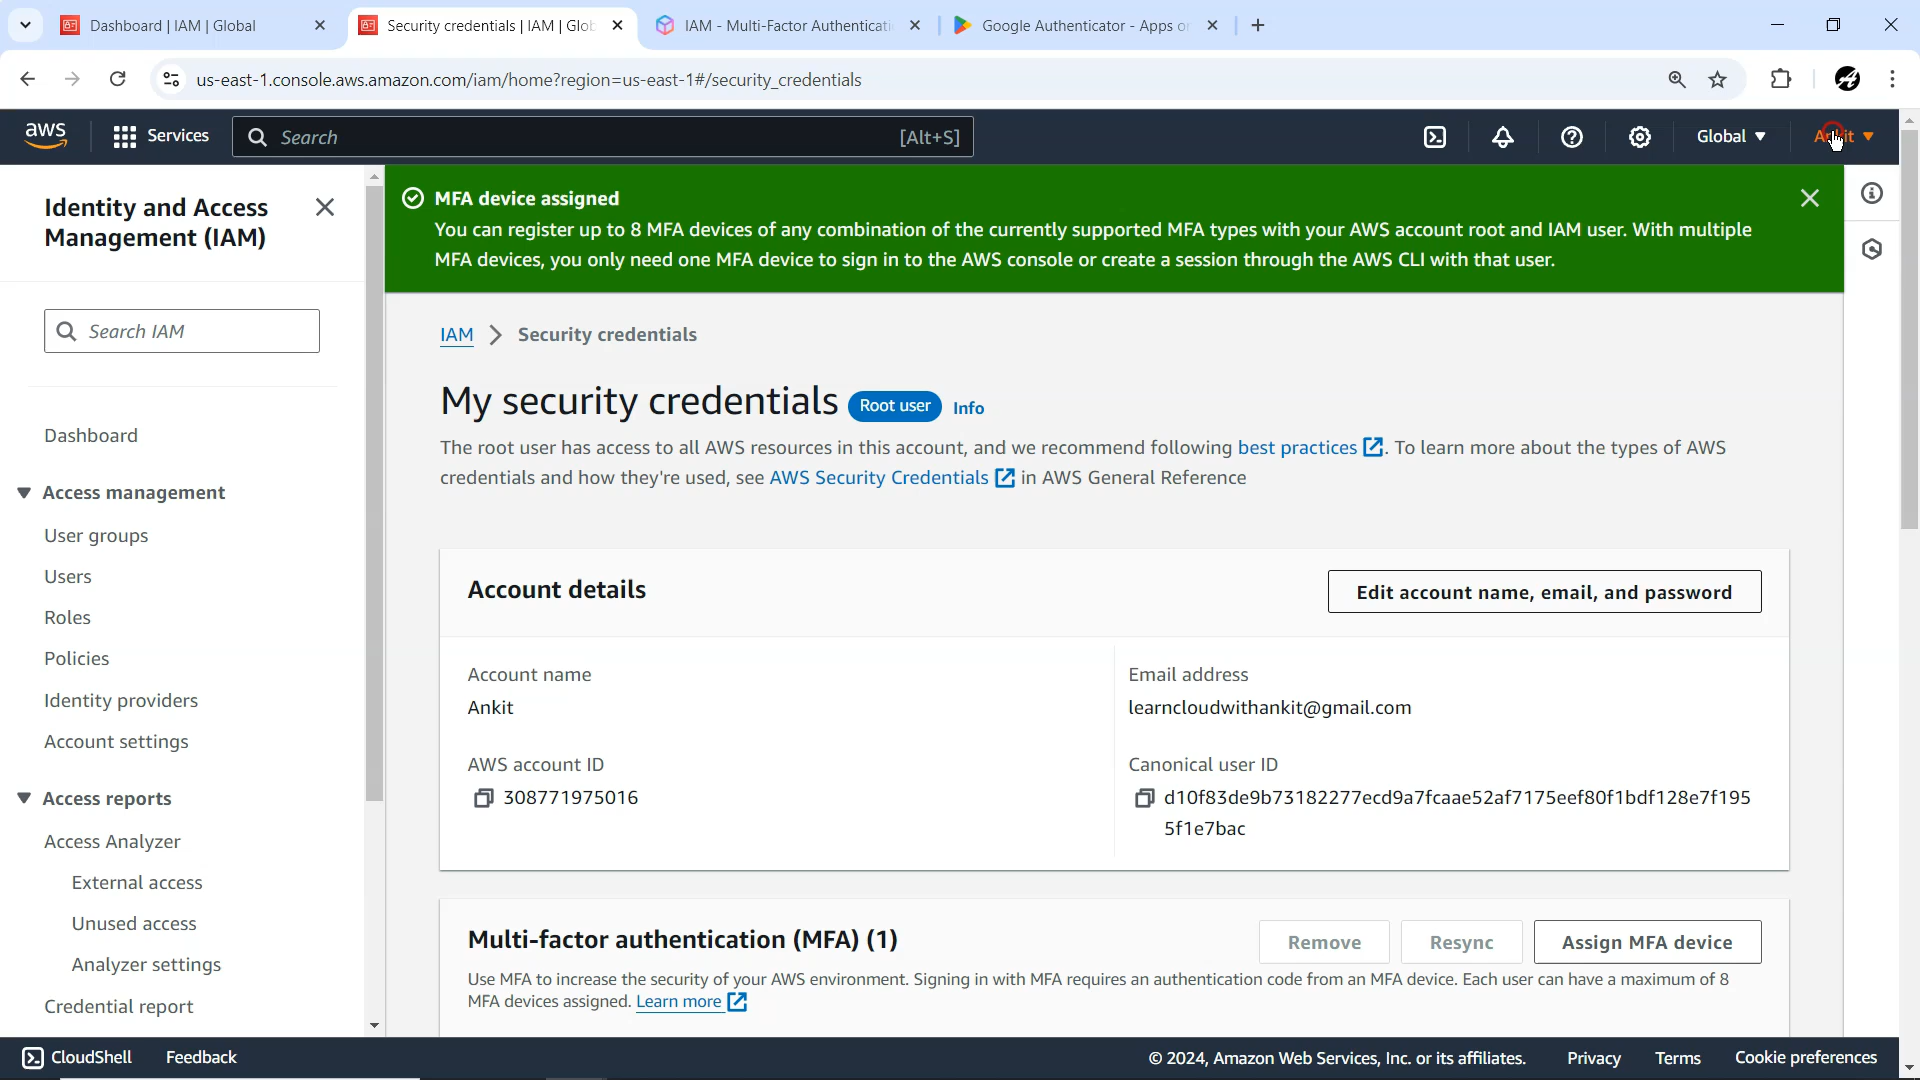 Dashboard | IAM | Global
Security credentials | IAM | Glob
IAM - Multi-Factor Authenticati
Google Authenticator - Apps or
us-east-1.console.aws.amazon.com/iam/home?region=us-east-1#/security_credentials
aws
Services
Search
[Alt+S]
Global
Ankit
Identity and Access
Management (IAM)
Search IAM
Dashboard
Access management
User groups
Users
Roles
Policies
Identity providers
Account settings
Access reports
Access Analyzer
External access
Unused access
Analyzer settings
Credential report
MFA device assigned
You can register up to 8 MFA devices of any combination of the currently supported MFA types with your AWS account root and IAM user. With multiple
MFA devices, you only need one MFA device to sign in to the AWS console or create a session through the AWS CLI with that user.
IAM > Security credentials
My security credentials Root user Info
The root user has access to all AWS resources in this account, and we recommend following best practices. To learn more about the types of AWS
credentials and how they're used, see AWS Security Credentials in AWS General Reference
Account details
Edit account name, email, and password
Account name
Ankit
Email address
learncloudwithankit@gmail.com
AWS account ID
308771975016
Canonical user ID
d10f83de9b73182277ecd9a7fcaae52af7175eef80f1bdf128e7f195
5f1e7bac
Multi-factor authentication (MFA) (1)
Remove
Resync
Assign MFA device
Use MFA to increase the security of your AWS environment. Signing in with MFA requires an authentication code from an MFA device. Each user can have a maximum of 8
MFA devices assigned. Learn more
CloudShell
Feedback
© 2024, Amazon Web Services, Inc. or its affiliates.
Privacy
Terms
Cookie preferences